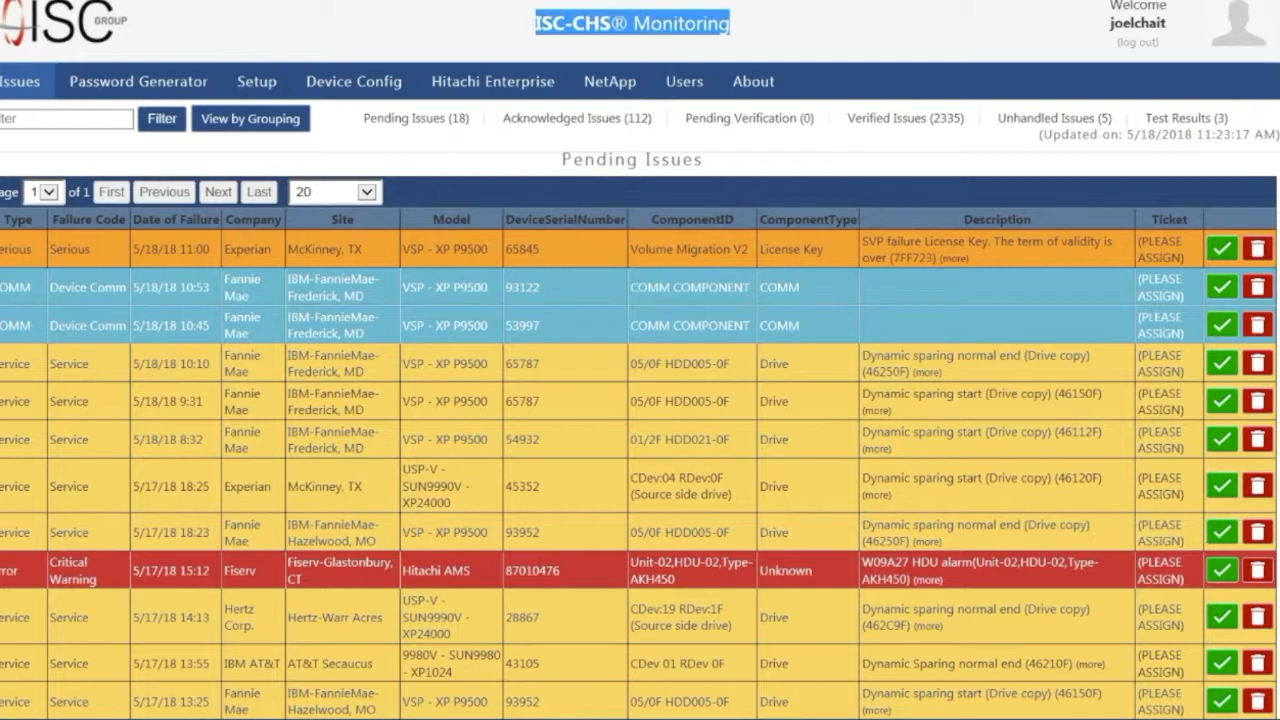 ISC GROUP
ISC-CHS® Monitoring
Welcome
joelchait
(log out)
Issues Password Generator Setup Device Config Hitachi Enterprise NetApp Users About
lter Filter View by Grouping Pending Issues (18) Acknowledged Issues (112) Pending Verification (0) Verified Issues (2335) Unhandled Issues (5) Test Results (3)
(Updated on: 5/18/2018 11:23:17 AM)
Pending Issues
age 1 of 1 First Previous Next Last 20
Type Failure Code Date of Failure Company Site Model DeviceSerialNumber ComponentID ComponentType Description Ticket
erious Serious 5/18/18 11:00 Experian McKinney, TX VSP - XP P9500 65845 Volume Migration V2 License Key SVP failure License Key. The term of validity is over (7FF723) (more) (PLEASE ASSIGN)
OMM Device Comm 5/18/18 10:53 Fannie Mae IBM-FannieMae-Frederick, MD VSP - XP P9500 93122 COMM COMPONENT COMM (PLEASE ASSIGN)
OMM Device Comm 5/18/18 10:45 Fannie Mae IBM-FannieMae-Frederick, MD VSP - XP P9500 53997 COMM COMPONENT COMM (PLEASE ASSIGN)
ervice Service 5/18/18 10:10 Fannie Mae IBM-FannieMae-Frederick, MD VSP - XP P9500 65787 05/0F HDD005-0F Drive Dynamic sparing normal end (Drive copy) (46250F) (more) (PLEASE ASSIGN)
ervice Service 5/18/18 9:31 Fannie Mae IBM-FannieMae-Frederick, MD VSP - XP P9500 65787 05/0F HDD005-0F Drive Dynamic sparing start (Drive copy) (46150F) (more) (PLEASE ASSIGN)
ervice Service 5/18/18 8:32 Fannie Mae IBM-FannieMae-Frederick, MD VSP - XP P9500 54932 01/2F HDD021-0F Drive Dynamic sparing start (Drive copy) (46112F) (more) (PLEASE ASSIGN)
ervice Service 5/17/18 18:25 Experian McKinney, TX USP-V - SUN9990V - XP24000 45352 CDev:04 RDev:0F (Source side drive) Drive Dynamic sparing start (Drive copy) (46120F) (more) (PLEASE ASSIGN)
ervice Service 5/17/18 18:23 Fannie Mae IBM-FannieMae-Hazelwood, MO VSP - XP P9500 93952 05/0F HDD005-0F Drive Dynamic sparing normal end (Drive copy) (46250F) (more) (PLEASE ASSIGN)
rror Critical Warning 5/17/18 15:12 Fiserv Fiserv-Glastonbury, CT Hitachi AMS 87010476 Unit-02,HDU-02,Type-AKH450 Unknown W09A27 HDU alarm(Unit-02,HDU-02,Type-AKH450) (more) (PLEASE ASSIGN)
ervice Service 5/17/18 14:13 Hertz Corp. Hertz-Warr Acres USP-V - SUN9990V - XP24000 28867 CDev:19 RDev:1F (Source side drive) Drive Dynamic sparing normal end (Drive copy) (462C9F) (more) (PLEASE ASSIGN)
ervice Service 5/17/18 13:55 IBM AT&T AT&T Secaucus 9980V - SUN9980 - XP1024 43105 CDev 01 RDev 0F Drive Dynamic Sparing normal end (46210F) (more) (PLEASE ASSIGN)
ervice Service 5/17/18 13:25 Fannie Mae IBM-FannieMae-Hazelwood, MO VSP - XP P9500 93952 05/0F HDD005-0F Drive Dynamic sparing start (Drive copy) (46150F) (more) (PLEASE ASSIGN)